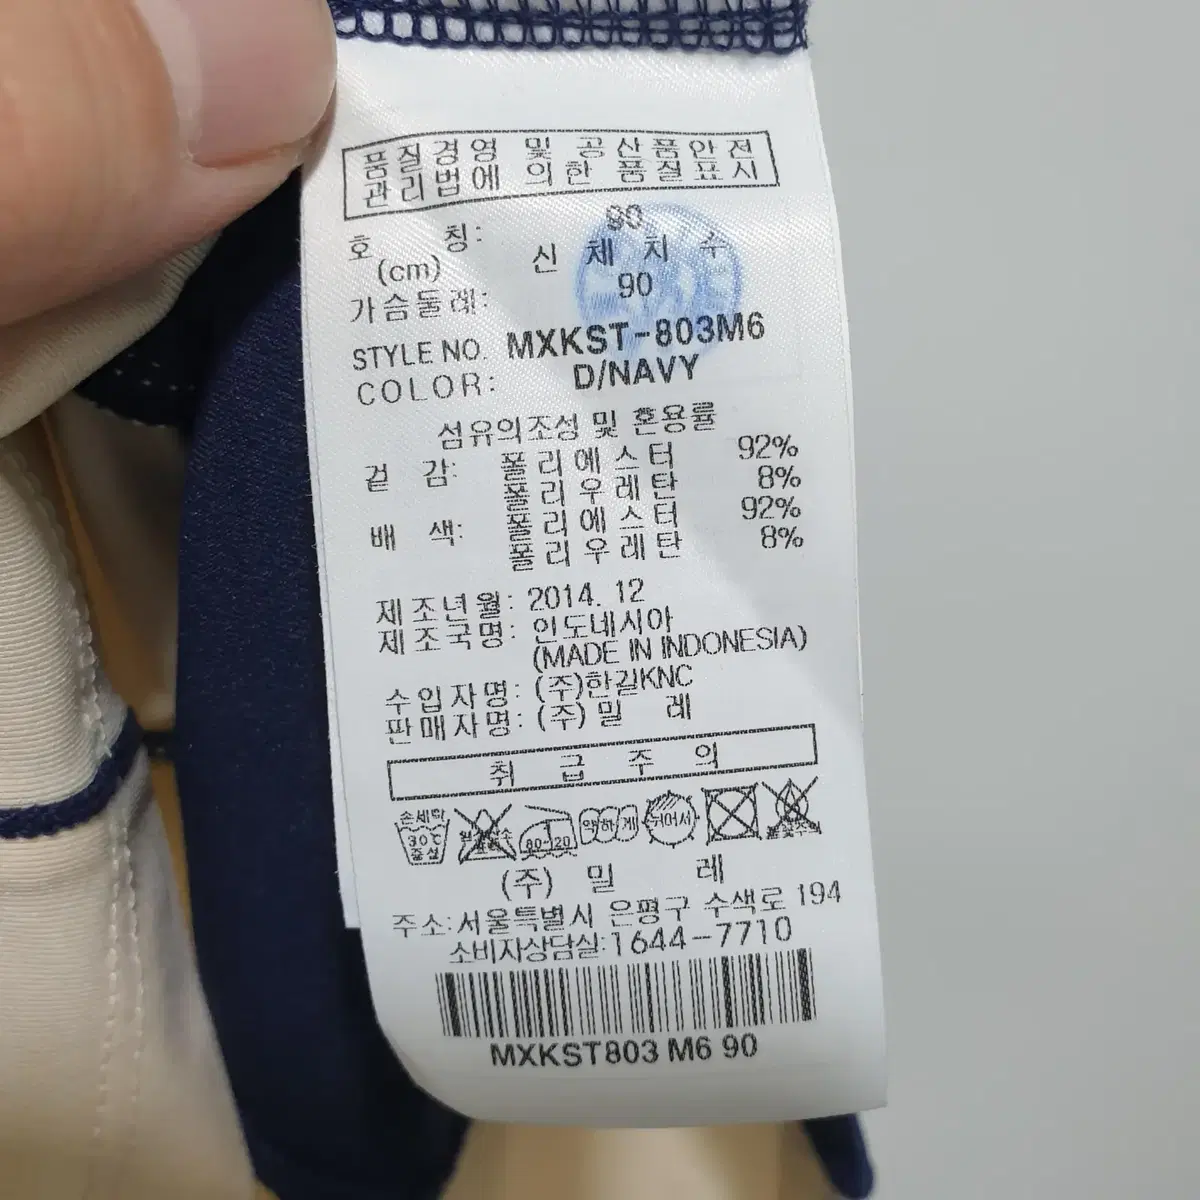 품질경영 및 공산품안전
관리법에 의한 품질표시
호 칭: 90
(cm) 신 체 치 수
가슴둘레: 90
STYLE NO. MXKST-803M6
COLOR: D/NAVY
섬유의조성 및 혼용률
겉 감: 폴리에스터 92%
폴리우레탄 8%
배 색: 폴리에스터 92%
폴리우레탄 8%
제조년월: 2014. 12
제조국명: 인도네시아
(MADE IN INDONESIA)
수입자명: (주)한길KNC
판매자명: (주) 밀 레
취 급 주 의
손세탁 30℃ 중성
80-120
약하게
뉘어서
(주) 밀 레
주소:서울특별시 은평구 수색로 194
소비자상담실:1644-7710
MXKST803 M6 90